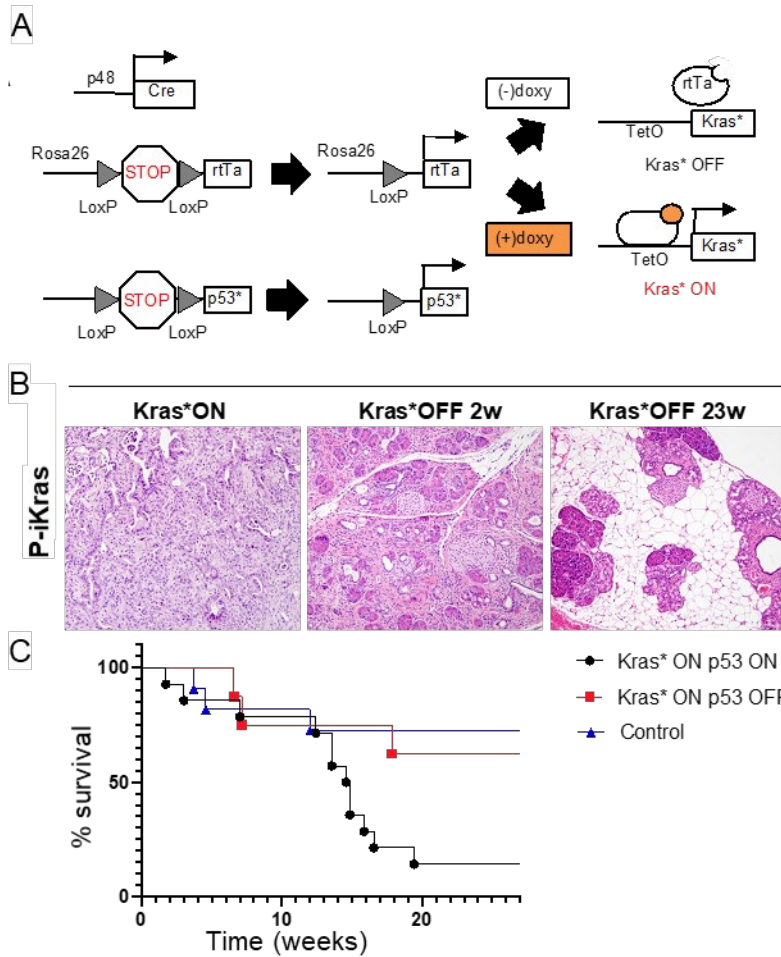 A
p48
Cre
(-)doxy
rtTa
TetO
Kras*
Kras* OFF
Rosa26
STOP
rtTa
LoxP
LoxP
Rosa26
rtTa
LoxP
(+)doxy
TetO
Kras*
Kras* ON
STOP
p53*
LoxP
LoxP
p53*
LoxP
B
Kras*ON
Kras*OFF 2w
Kras*OFF 23w
P-iKras
C
100
50
0
% survival
0
10
20
Time (weeks)
Kras* ON p53 ON
Kras* ON p53 OFF
Control